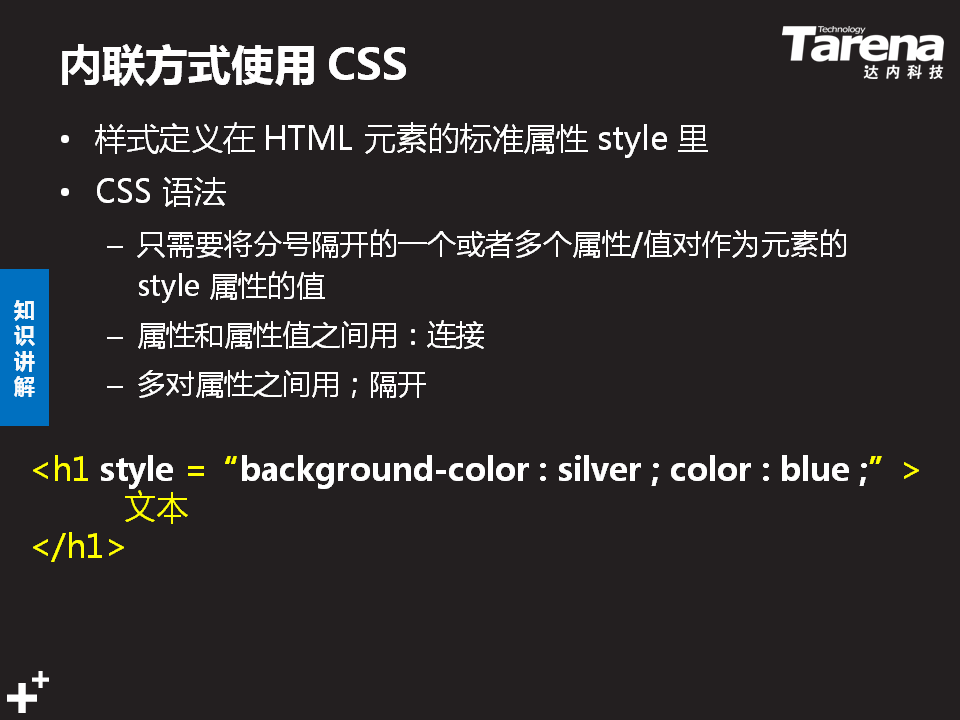 内联方式使用 CSS
Technology
Tarena
达内科技
• 样式定义在 HTML 元素的标准属性 style 里
• CSS 语法
– 只需要将分号隔开的一个或者多个属性/值对作为元素的
style 属性的值
– 属性和属性值之间用：连接
– 多对属性之间用；隔开
知识讲解
<h1 style = “background-color : silver ; color : blue ;” >
文本
</h1>